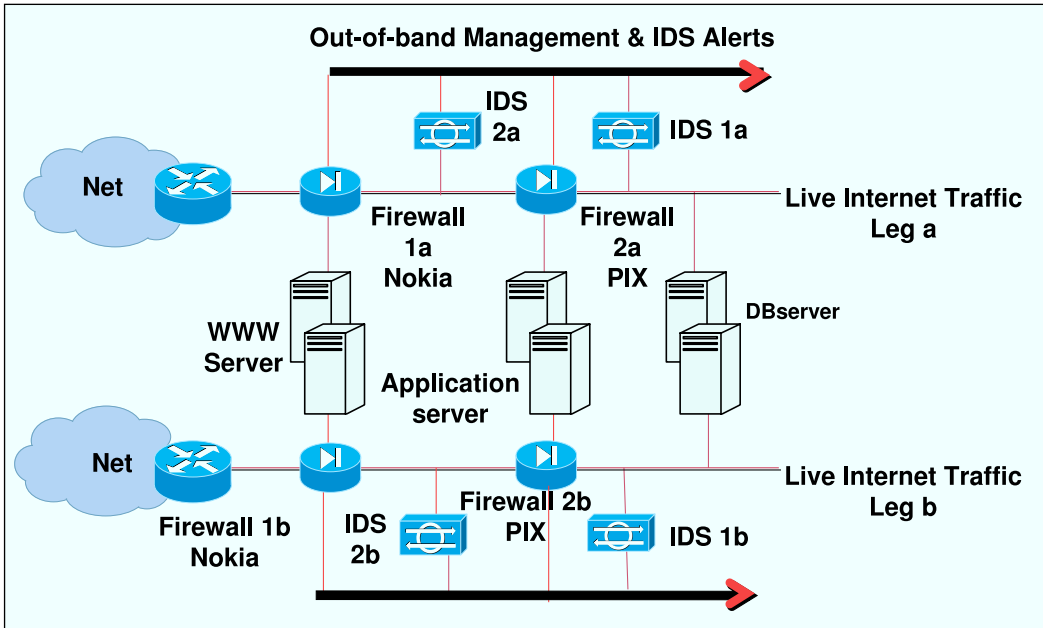 Out-of-band Management & IDS Alerts
IDS
2a
IDS 1a
Net
Firewall
1a
Nokia
Firewall
2a
PIX
Live Internet Traffic
Leg a
WWW
Server
Application
server
DBserver
Net
Firewall 1b
Nokia
IDS
2b
Firewall 2b
PIX
IDS 1b
Live Internet Traffic
Leg b